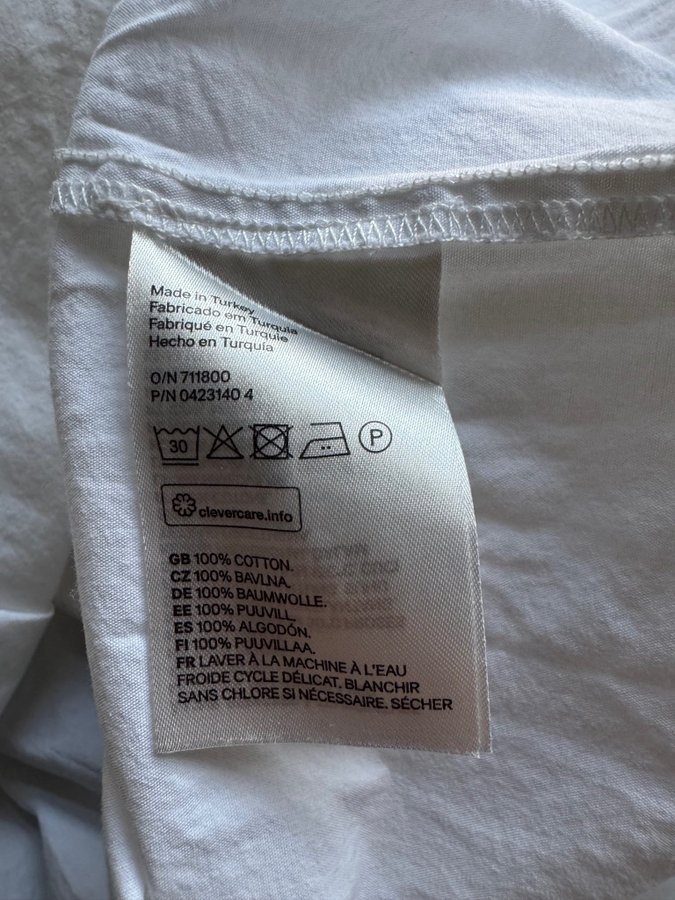 Made in Turkey
Fabricado em Turquia
Fabriqué en Turquie
Hecho en Turquia
O/N 711800
P/N 0423140 4
30
P
clevercare.info
GB 100% COTTON.
CZ 100% BAVLNA.
DE 100% BAUMWOLLE.
EE 100% PUUVILL.
ES 100% ALGODÓN.
FI 100% PUUVILLAA.
FR LAVER À LA MACHINE À L'EAU
FROIDE CYCLE DÉLICAT. BLANCHIR
SANS CHLORE SI NÉCESSAIRE. SÉCHER